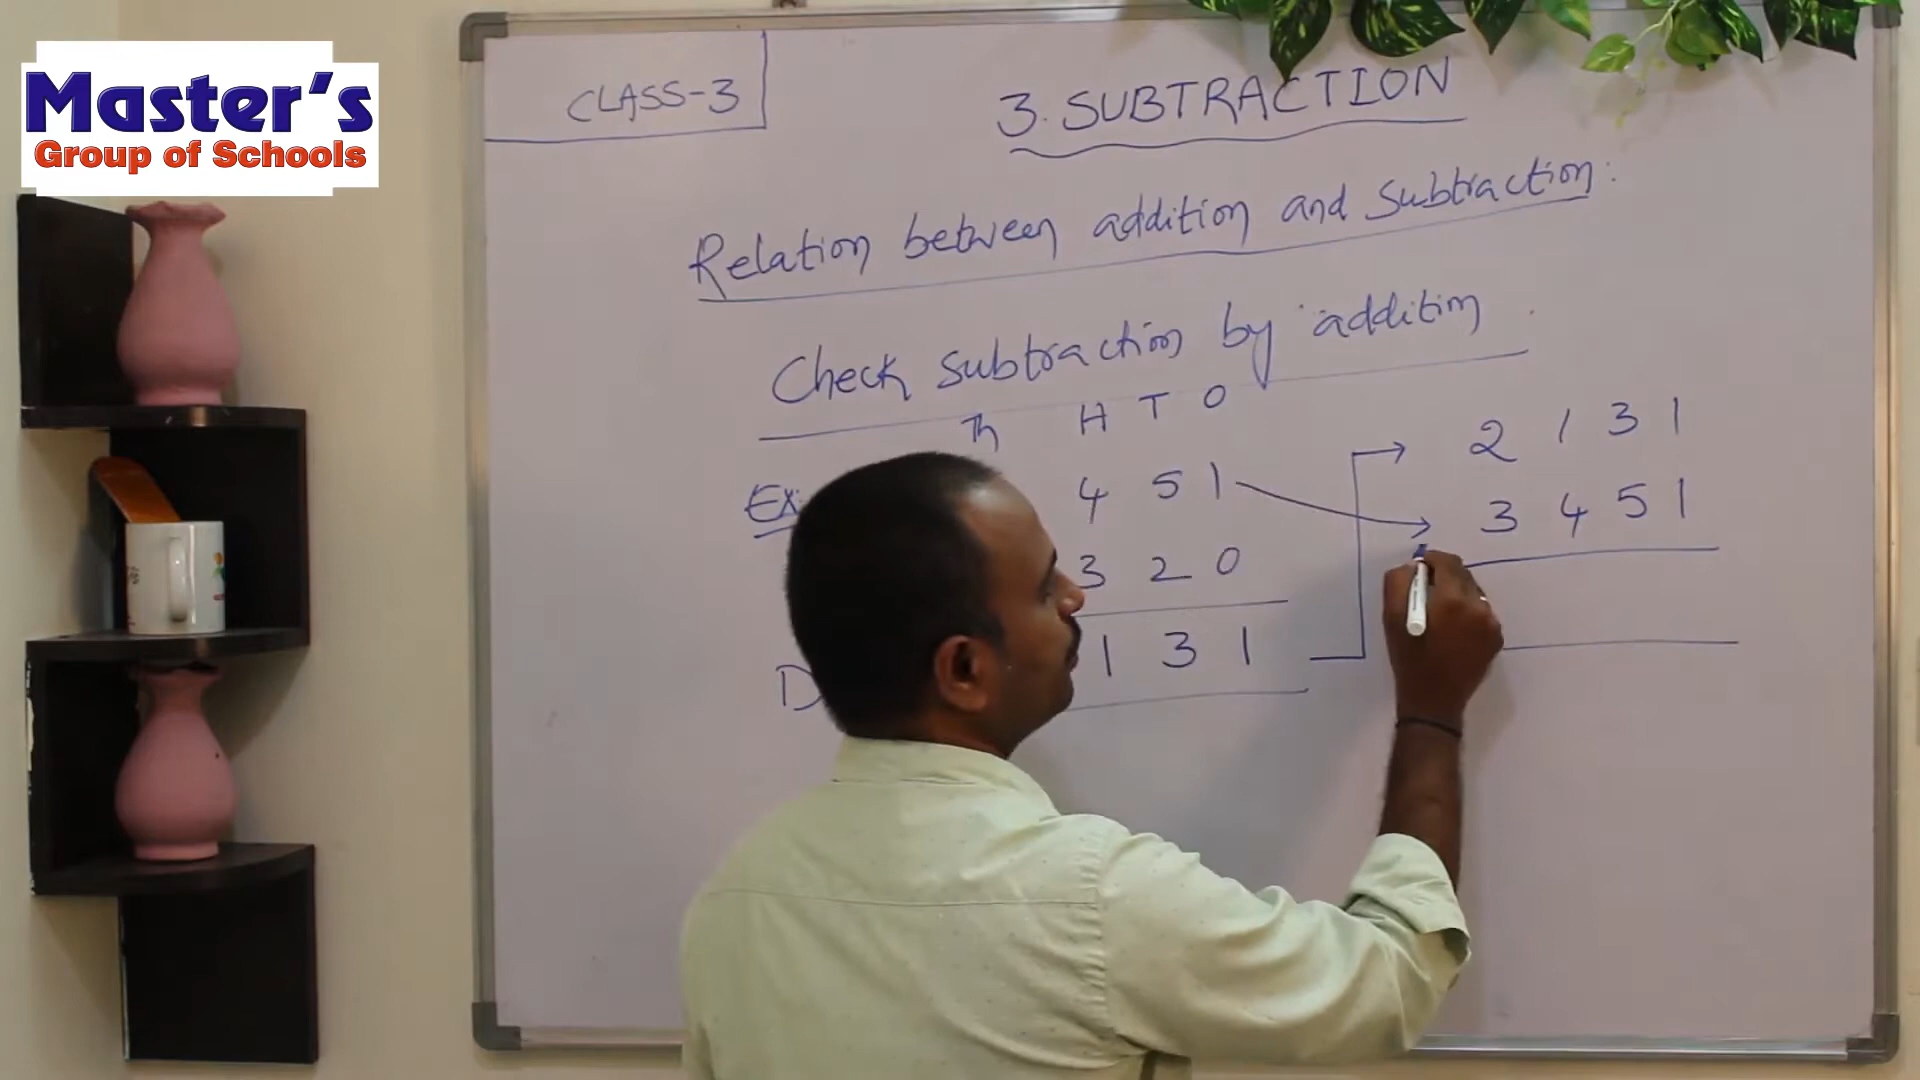 Master's
Group of Schools
CLASS-3
3. SUBTRACTION
Relation between addition and subtraction:
Check subtraction by addition
Th H T O
Ex:
4 5 1
3 2 0
D
1 3 1
2 1 3 1
3 4 5 1